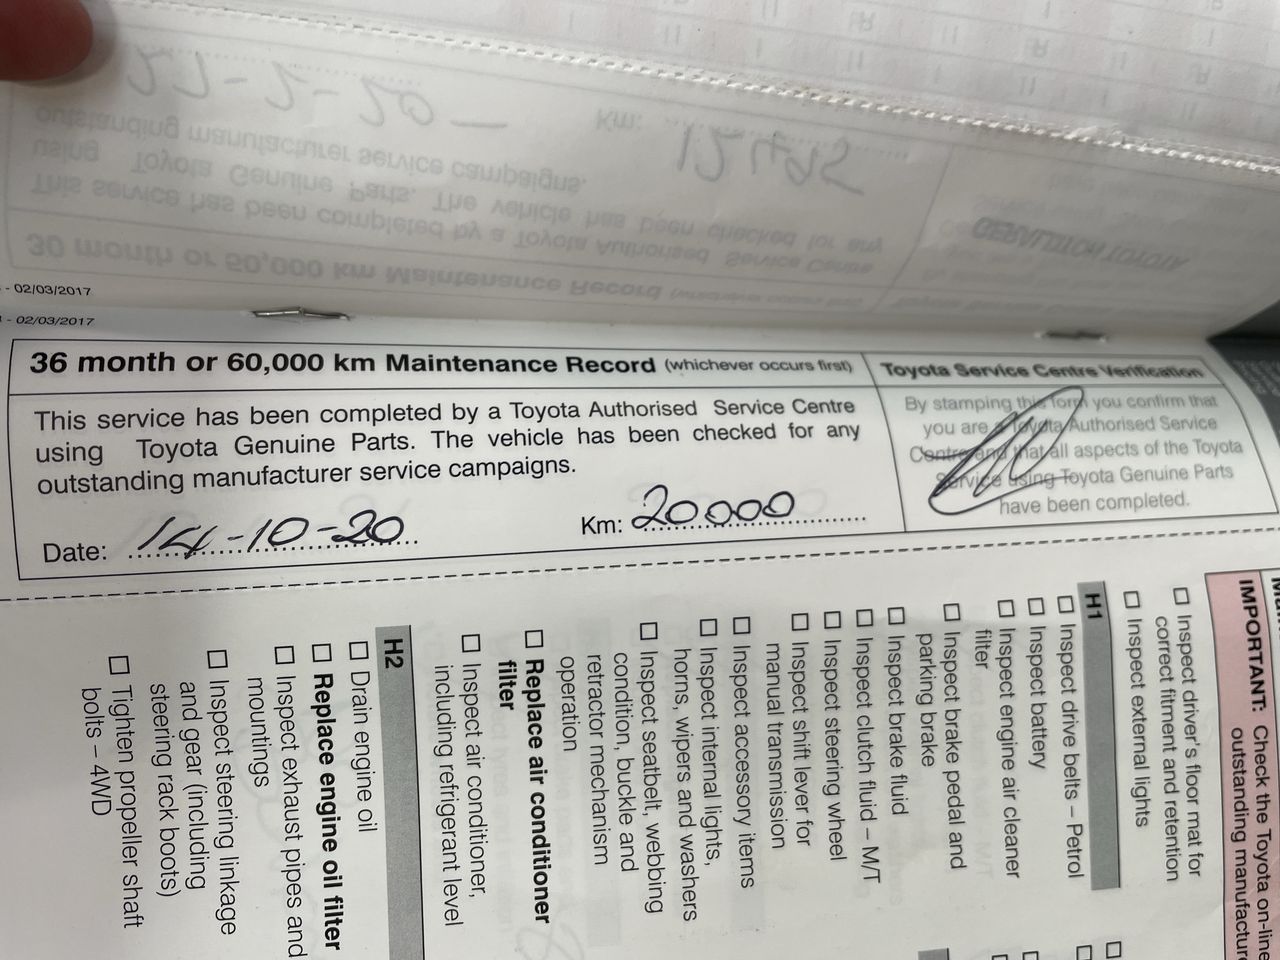 - 02/03/2017
- 02/03/2017
36 month or 60,000 km Maintenance Record (whichever occurs first)
This service has been completed by a Toyota Authorised Service Centre
using Toyota Genuine Parts. The vehicle has been checked for any
outstanding manufacturer service campaigns.
Date: 14-10-20
Km: 20000
Toyota Service Centre Verification
By stamping this form you confirm that
you are a Toyota Authorised Service
Centre and that all aspects of the Toyota
Service using Toyota Genuine Parts
have been completed.
IMPORTANT: Check the Toyota on-line
outstanding
☐ Inspect driver's floor mat for
correct fitment and retention
☐ Inspect external lights
H1
☐ Inspect drive belts – Petrol
☐ Inspect battery
☐ Inspect engine air cleaner
filter
☐ Inspect brake pedal and
parking brake
☐ Inspect brake fluid
☐ Inspect clutch fluid – M/T
☐ Inspect steering wheel
☐ Inspect shift lever for
manual transmission
☐ Inspect accessory items
☐ Inspect internal lights,
horns, wipers and washers
☐ Inspect seatbelt, webbing
condition, buckle and
retractor mechanism
operation
☐ Replace air conditioner
filter
☐ Inspect air conditioner,
including refrigerant level
H2
☐ Drain engine oil
☐ Replace engine oil filter
☐ Inspect exhaust pipes and
mountings
☐ Inspect steering linkage
and gear (including
steering rack boots)
☐ Tighten propeller shaft
bolts – 4WD